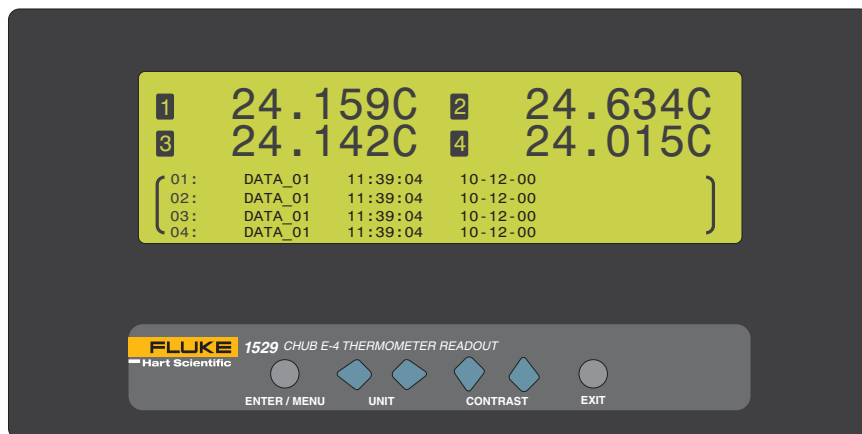 1 24.159C 2 24.634C
3 24.142C 4 24.015C
01: DATA_01 11:39:04 10-12-00
02: DATA_01 11:39:04 10-12-00
03: DATA_01 11:39:04 10-12-00
04: DATA_01 11:39:04 10-12-00
FLUKE 1529 CHUB E-4 THERMOMETER READOUT
Hart Scientific
ENTER / MENU UNIT CONTRAST EXIT